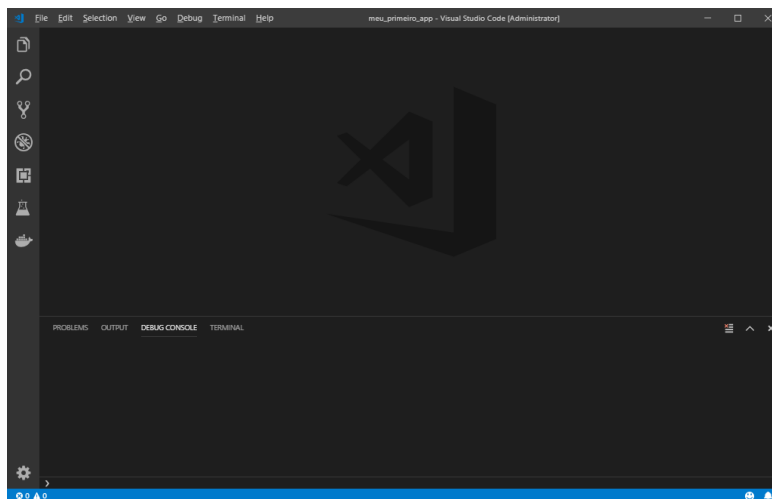 File Edit Selection View Go Debug Terminal Help meu_primeiro_app - Visual Studio Code [Administrator]
PROBLEMS OUTPUT DEBUG CONSOLE TERMINAL
0 0